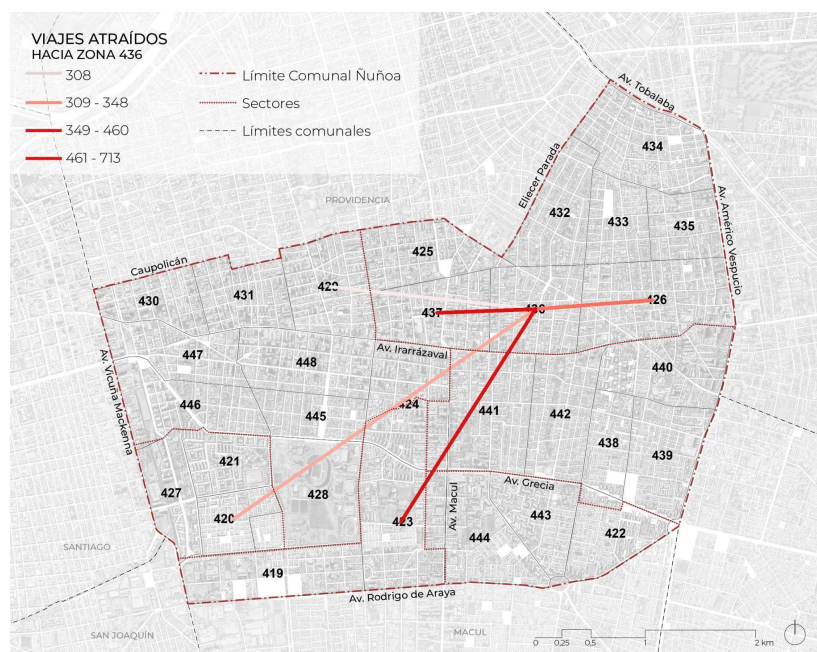 VIAJES ATRAÍDOS
HACIA ZONA 436
308
309 - 348
349 - 460
461 - 713
Límite Comunal Ñuñoa
Sectores
Límites comunales
Av. Tobalaba
434
Eliecer Parada
PROVIDENCIA
432
433
435
Av. Américo Vespucio
425
Caupolicán
430
431
429
437
436
426
Av. Irarrázaval
447
448
440
Av. Vicuña Mackenna
446
445
424
441
442
438
439
421
427
428
420
423
Av. Grecia
Av. Macul
443
444
422
SANTIAGO
419
Av. Rodrigo de Araya
SAN JOAQUÍN
MACUL
0 0,25 0,5 1 2 km